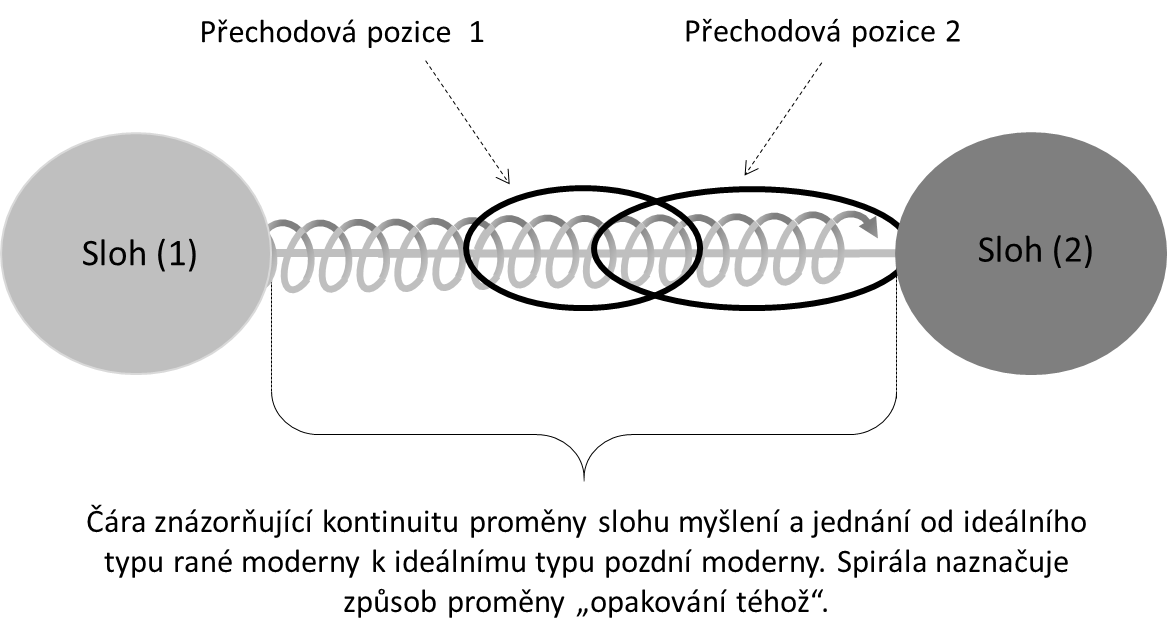 Přechodová pozice 1
Přechodová pozice 2
Sloh (1)
Sloh (2)
Čára znázorňující kontinuitu proměny slohu myšlení a jednání od ideálního
typu rané moderny k ideálnímu typu pozdní moderny. Spirála naznačuje
způsob proměny „opakování téhož“.